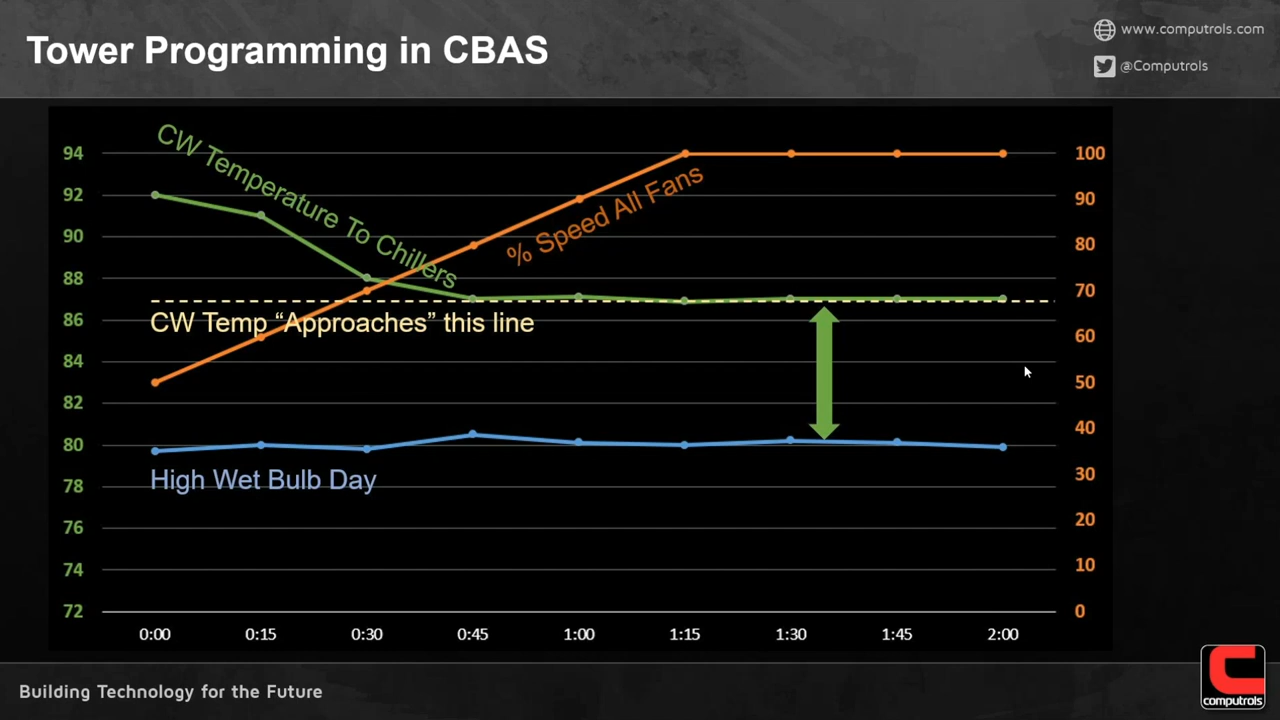 Tower Programming in CBAS
www.computrols.com
@Computrols
CW Temperature To Chillers
% Speed All Fans
CW Temp “Approaches” this line
High Wet Bulb Day
94
92
90
88
86
84
82
80
78
76
74
72
100
90
80
70
60
50
40
30
20
10
0
0:00 0:15 0:30 0:45 1:00 1:15 1:30 1:45 2:00
Building Technology for the Future
computrols